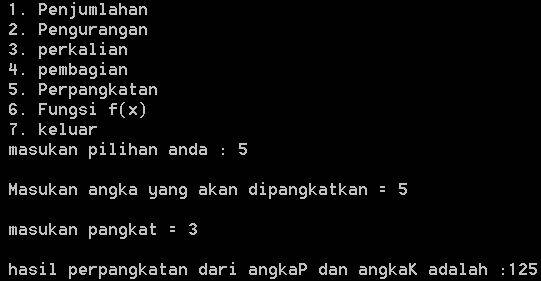 1. Penjumlahan
2. Pengurangan
3. perkalian
4. pembagian
5. Perpangkatan
6. Fungsi f(x)
7. keluar
masukan pilihan anda : 5
Masukan angka yang akan dipangkatkan = 5
masukan pangkat = 3
hasil perpangkatan dari angkaP dan angkaK adalah :125